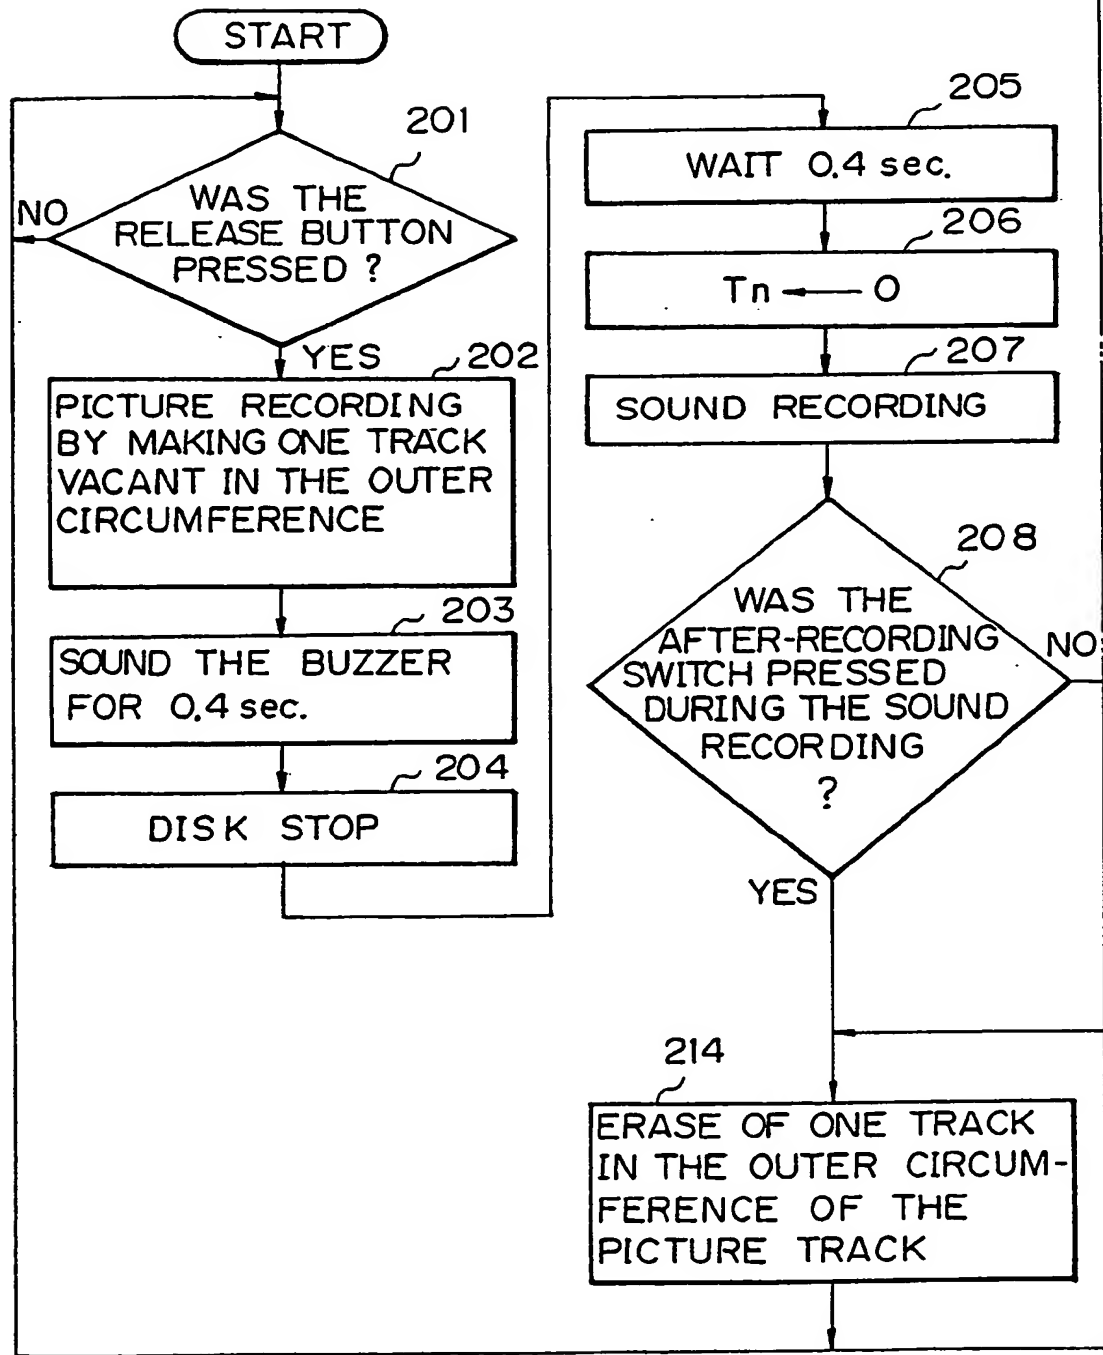 START
201
WAS THE
RELEASE BUTTON
PRESSED ?
NO
YES
202
PICTURE RECORDING
BY MAKING ONE TRACK
VACANT IN THE OUTER
CIRCUMFERENCE
203
SOUND THE BUZZER
FOR 0.4 sec.
204
DISK STOP
205
WAIT 0.4 sec.
206
Tn ← 0
207
SOUND RECORDING
208
WAS THE
AFTER-RECORDING
SWITCH PRESSED
DURING THE SOUND
RECORDING
?
NO
YES
214
ERASE OF ONE TRACK
IN THE OUTER CIRCUM-
FERENCE OF THE
PICTURE TRACK